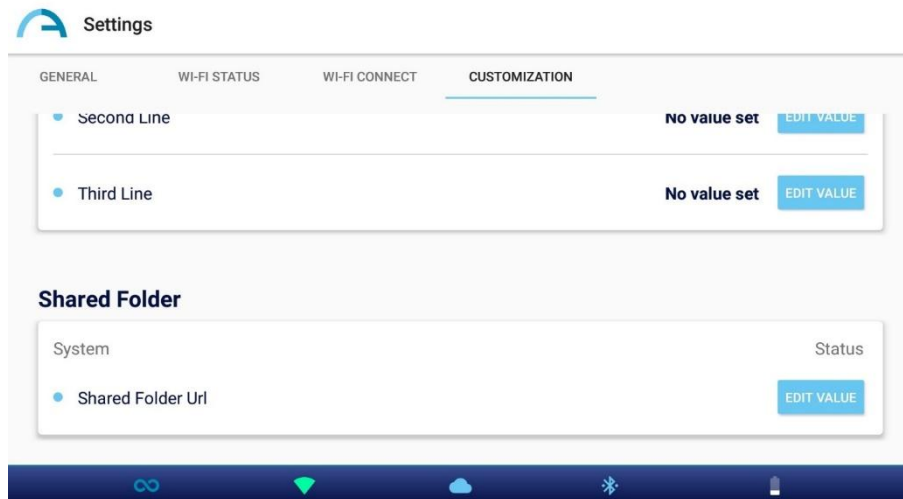 Settings
GENERAL WI-FI STATUS WI-FI CONNECT CUSTOMIZATION
Second Line No value set EDIT VALUE
Third Line No value set EDIT VALUE
Shared Folder
System Status
Shared Folder Url EDIT VALUE